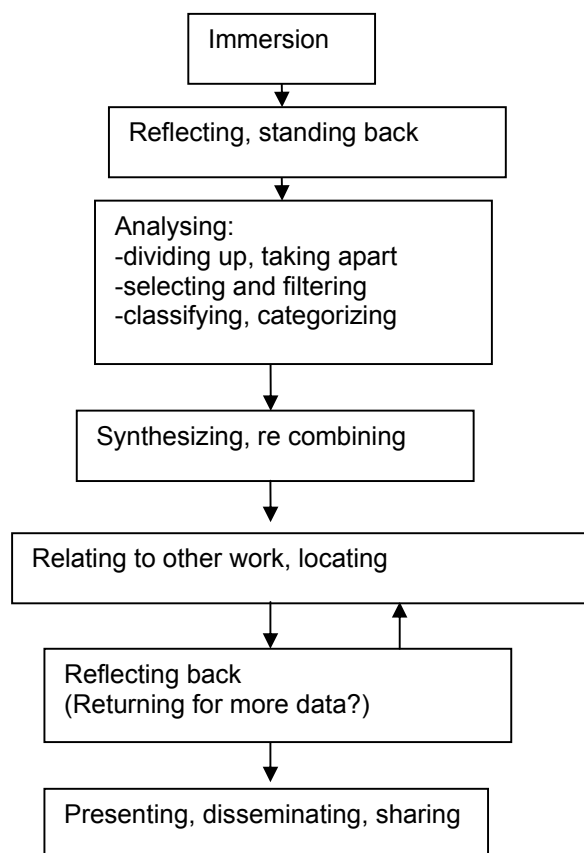 Immersion
Reflecting, standing back
Analysing:
-dividing up, taking apart
-selecting and filtering
-classifying, categorizing
Synthesizing, re combining
Relating to other work, locating
Reflecting back
(Returning for more data?)
Presenting, disseminating, sharing